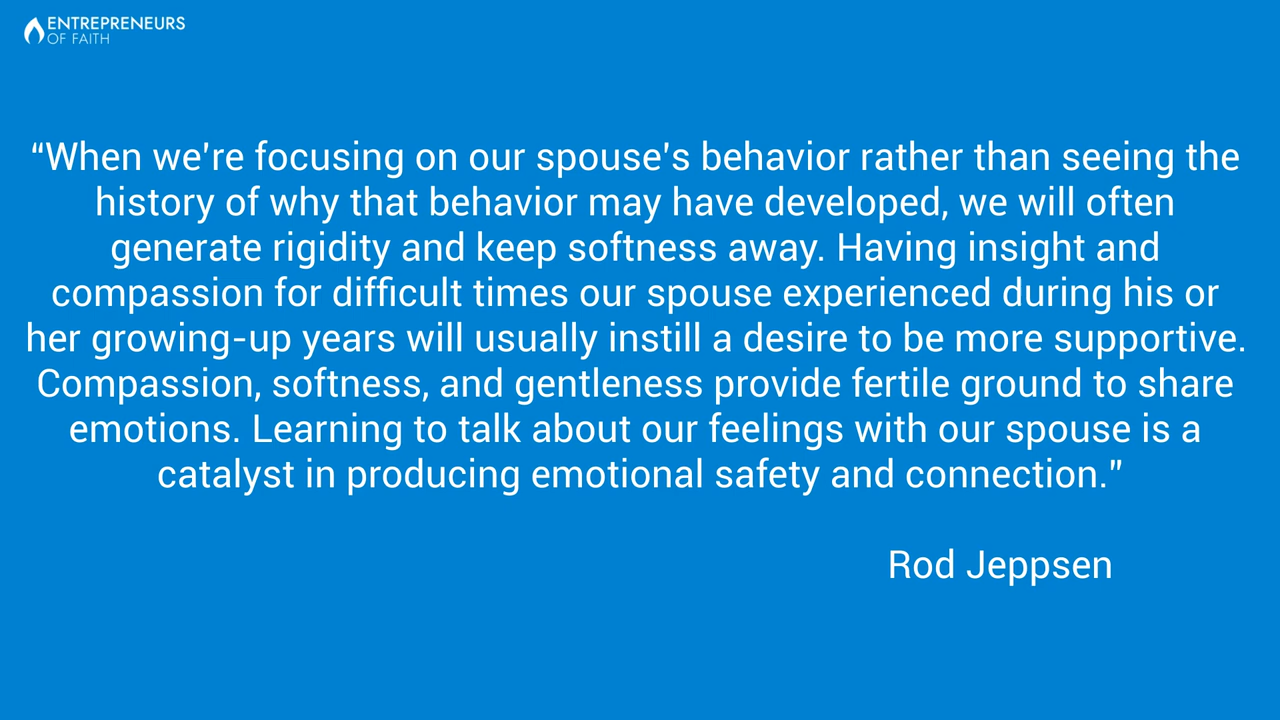 ENTREPRENEURS
OF FAITH
“When we’re focusing on our spouse’s behavior rather than seeing the
history of why that behavior may have developed, we will often
generate rigidity and keep softness away. Having insight and
compassion for difficult times our spouse experienced during his or
her growing-up years will usually instill a desire to be more supportive.
Compassion, softness, and gentleness provide fertile ground to share
emotions. Learning to talk about our feelings with our spouse is a
catalyst in producing emotional safety and connection.”
Rod Jeppsen